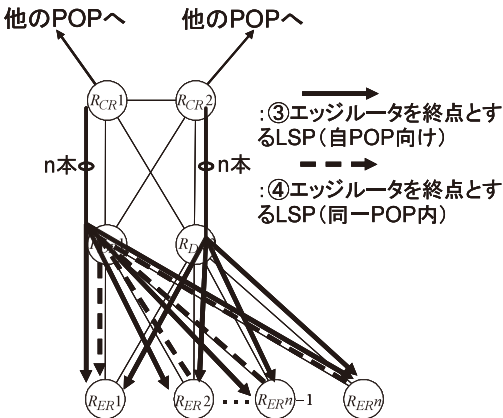 他のPOPへ 他のPOPへ
RCR1 RCR2
:③エッジルータを終点とす
るLSP(自POP向け)
n本 n本
:④エッジルータを終点とす
るLSP(同一POP内)
RER1 RER2 ··· RERn-1 RERn